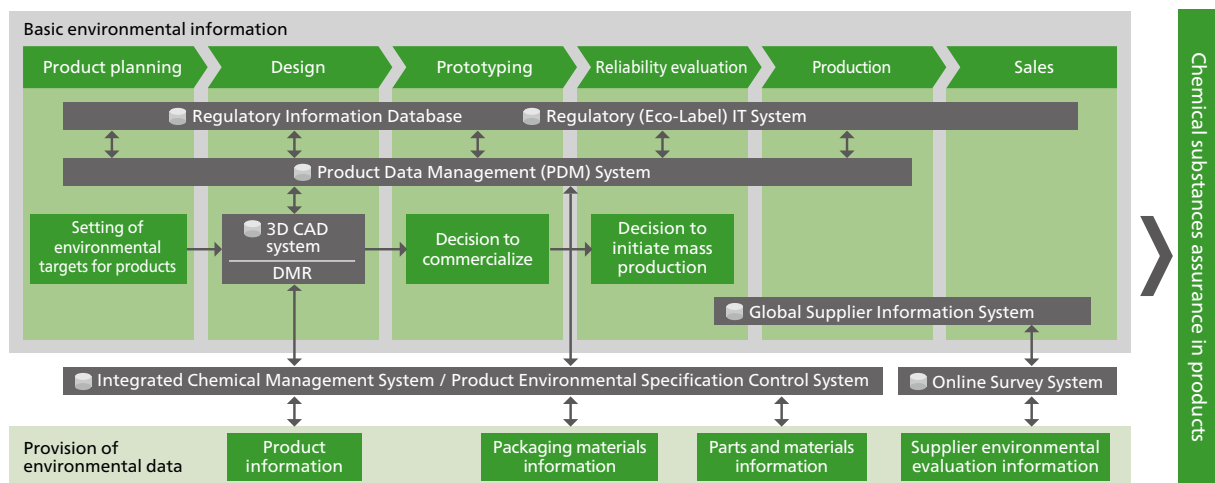 Basic environmental information
Product planning
Design
Prototyping
Reliability evaluation
Production
Sales
Regulatory Information Database
Regulatory (Eco-Label) IT System
Product Data Management (PDM) System
Setting of
environmental
targets for products
3D CAD
system
DMR
Decision to
commercialize
Decision to
initiate mass
production
Global Supplier Information System
Integrated Chemical Management System / Product Environmental Specification Control System
Online Survey System
Provision of
environmental data
Product
information
Packaging materials
information
Parts and materials
information
Supplier environmental
evaluation information
Chemical substances assurance in products